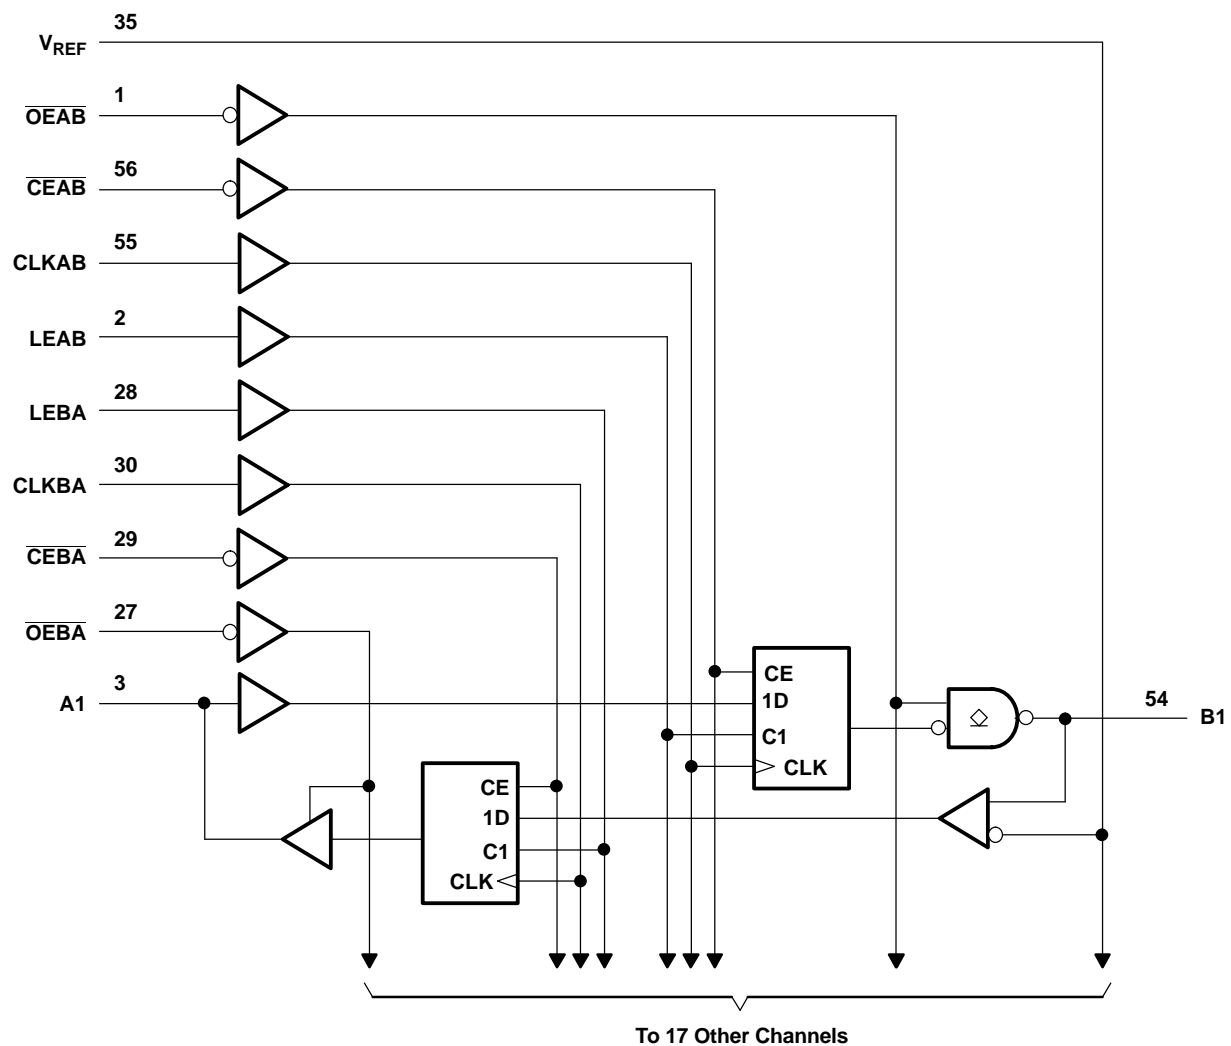 35
VREF
1
OEAB
56
CEAB
55
CLKAB
2
LEAB
28
LEBA
30
CLKBA
29
CEBA
27
OEBA
3
A1
CE
1D
C1
CLK
54
B1
CE
1D
C1
CLK
To 17 Other Channels